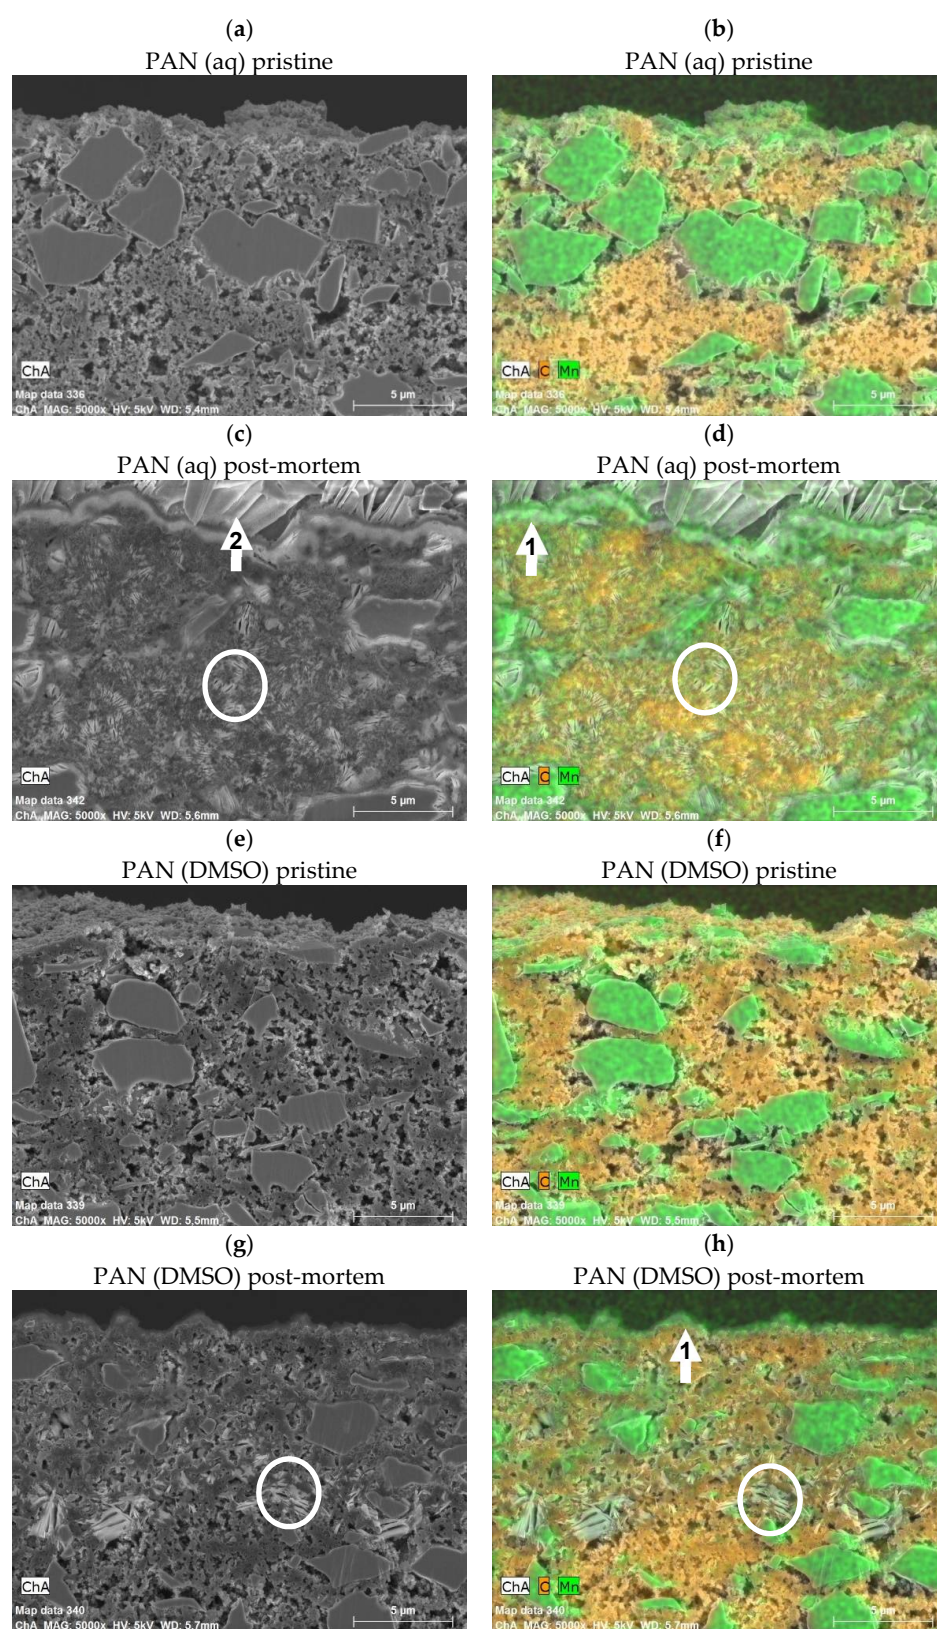 (a)
PAN (aq) pristine
ChA
Map data 336
ChA MAG: 5000x HV: 5kV WD: 5,4mm
5 µm
(b)
PAN (aq) pristine
ChA C Mn
Map data 336
ChA MAG: 5000x HV: 5kV WD: 5,4mm
5 µm
(c)
PAN (aq) post-mortem
2
ChA
Map data 342
ChA MAG: 5000x HV: 5kV WD: 5,6mm
5 µm
(d)
PAN (aq) post-mortem
1
ChA C Mn
Map data 342
ChA MAG: 5000x HV: 5kV WD: 5,6mm
5 µm
(e)
PAN (DMSO) pristine
ChA
Map data 339
ChA MAG: 5000x HV: 5kV WD: 5,5mm
5 µm
(f)
PAN (DMSO) pristine
ChA C Mn
Map data 339
ChA MAG: 5000x HV: 5kV WD: 5,5mm
5 µm
(g)
PAN (DMSO) post-mortem
ChA
Map data 340
ChA MAG: 5000x HV: 5kV WD: 5,7mm
5 µm
(h)
PAN (DMSO) post-mortem
1
ChA C Mn
Map data 340
ChA MAG: 5000x HV: 5kV WD: 5,7mm
5 µm